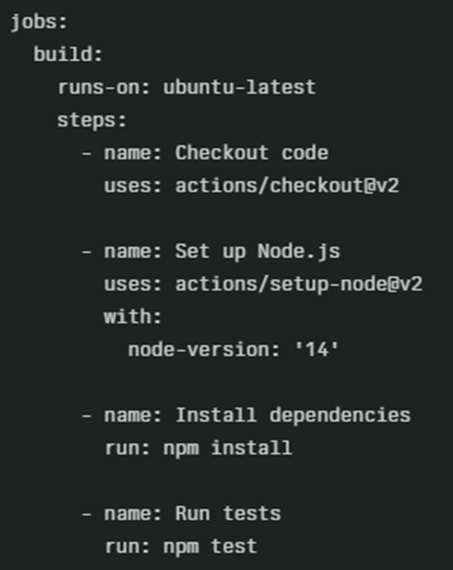 jobs:
  build:
    runs-on: ubuntu-latest
    steps:
      - name: Checkout code
        uses: actions/checkout@v2
      - name: Set up Node.js
        uses: actions/setup-node@v2
        with:
          node-version: '14'
      - name: Install dependencies
        run: npm install
      - name: Run tests
        run: npm test